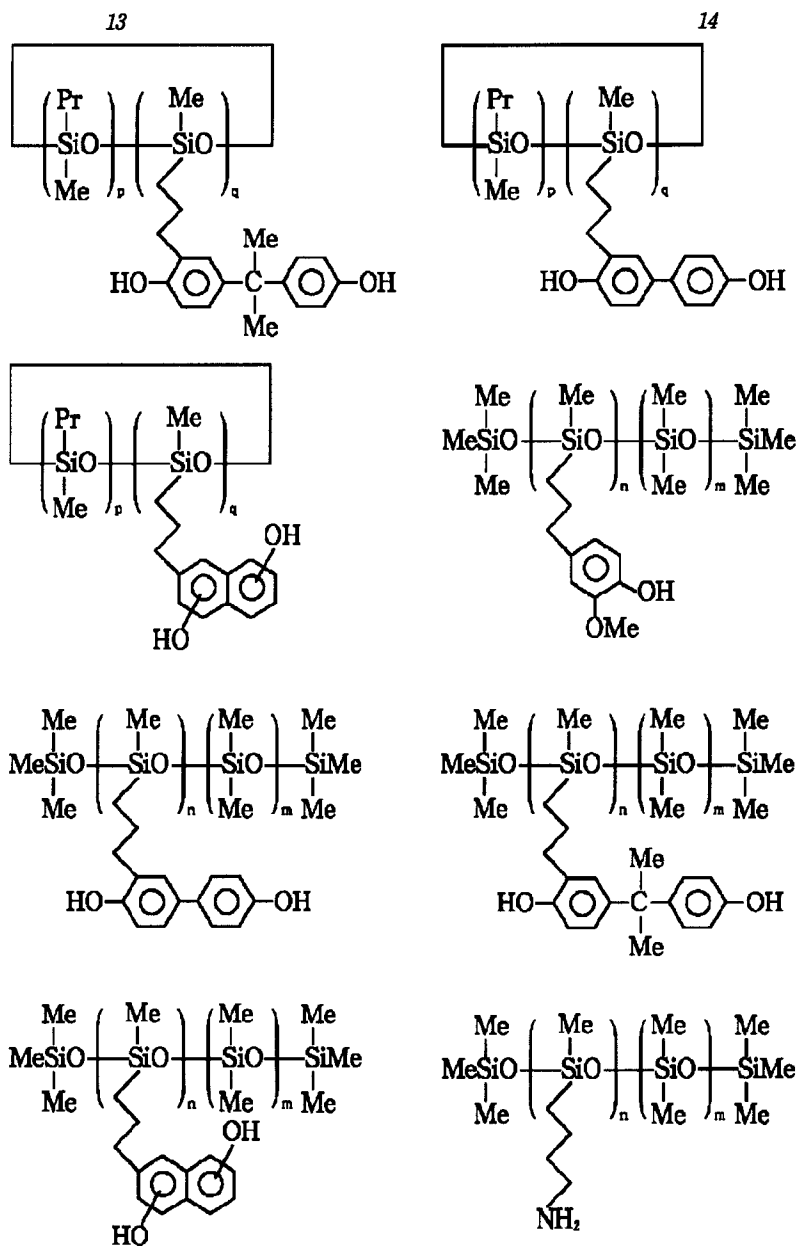 13 14
Pr Me Pr Me
SiO SiO SiO SiO
Me p q Me p q
Me
HO C OH HO OH
Me
Pr Me Me Me Me Me
SiO SiO MeSiO SiO SiO SiMe
Me p q Me n Me m Me
OH
OH
HO OMe
Me Me Me Me Me Me Me Me
MeSiO SiO SiO SiMe MeSiO SiO SiO SiMe
Me n Me m Me Me n Me m Me
Me
HO OH HO C OH
Me
Me Me Me Me Me Me Me Me
MeSiO SiO SiO SiMe MeSiO SiO SiO SiMe
Me n Me m Me Me n Me m Me
OH
HO NH₂